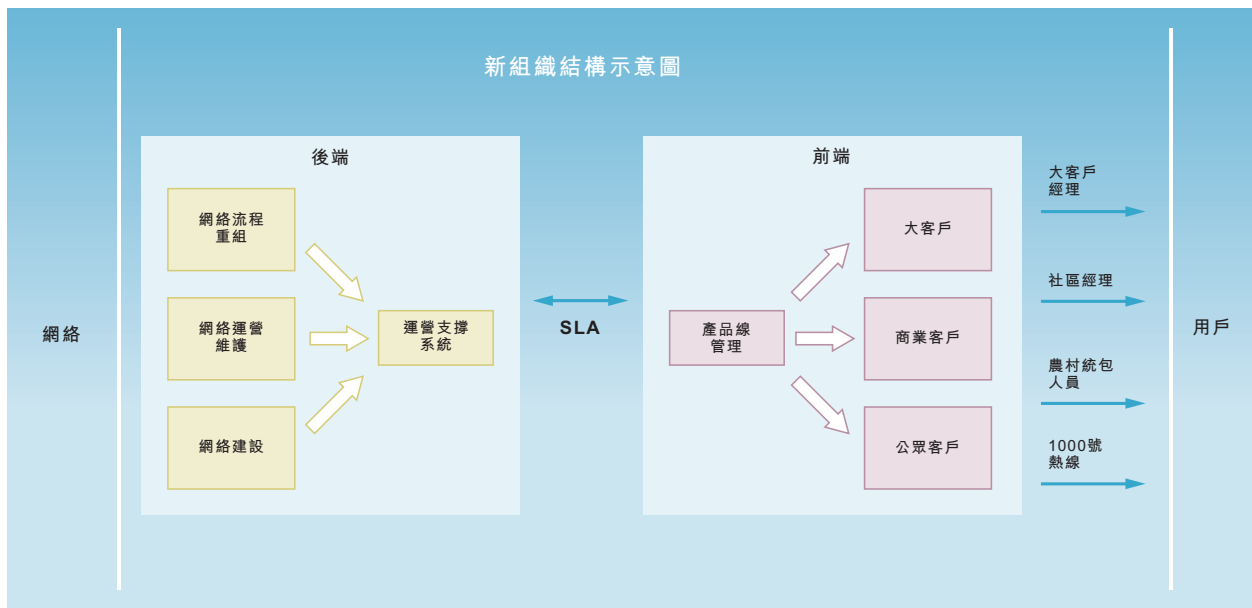 新組織結構示意圖
網絡
後端
網絡流程
重組
網絡運營
維護
網絡建設
運營支撐
系統
SLA
前端
產品線
管理
大客戶
商業客戶
公眾客戶
大客戶
經理
社區經理
農村統包
人員
1000號
熱線
用戶